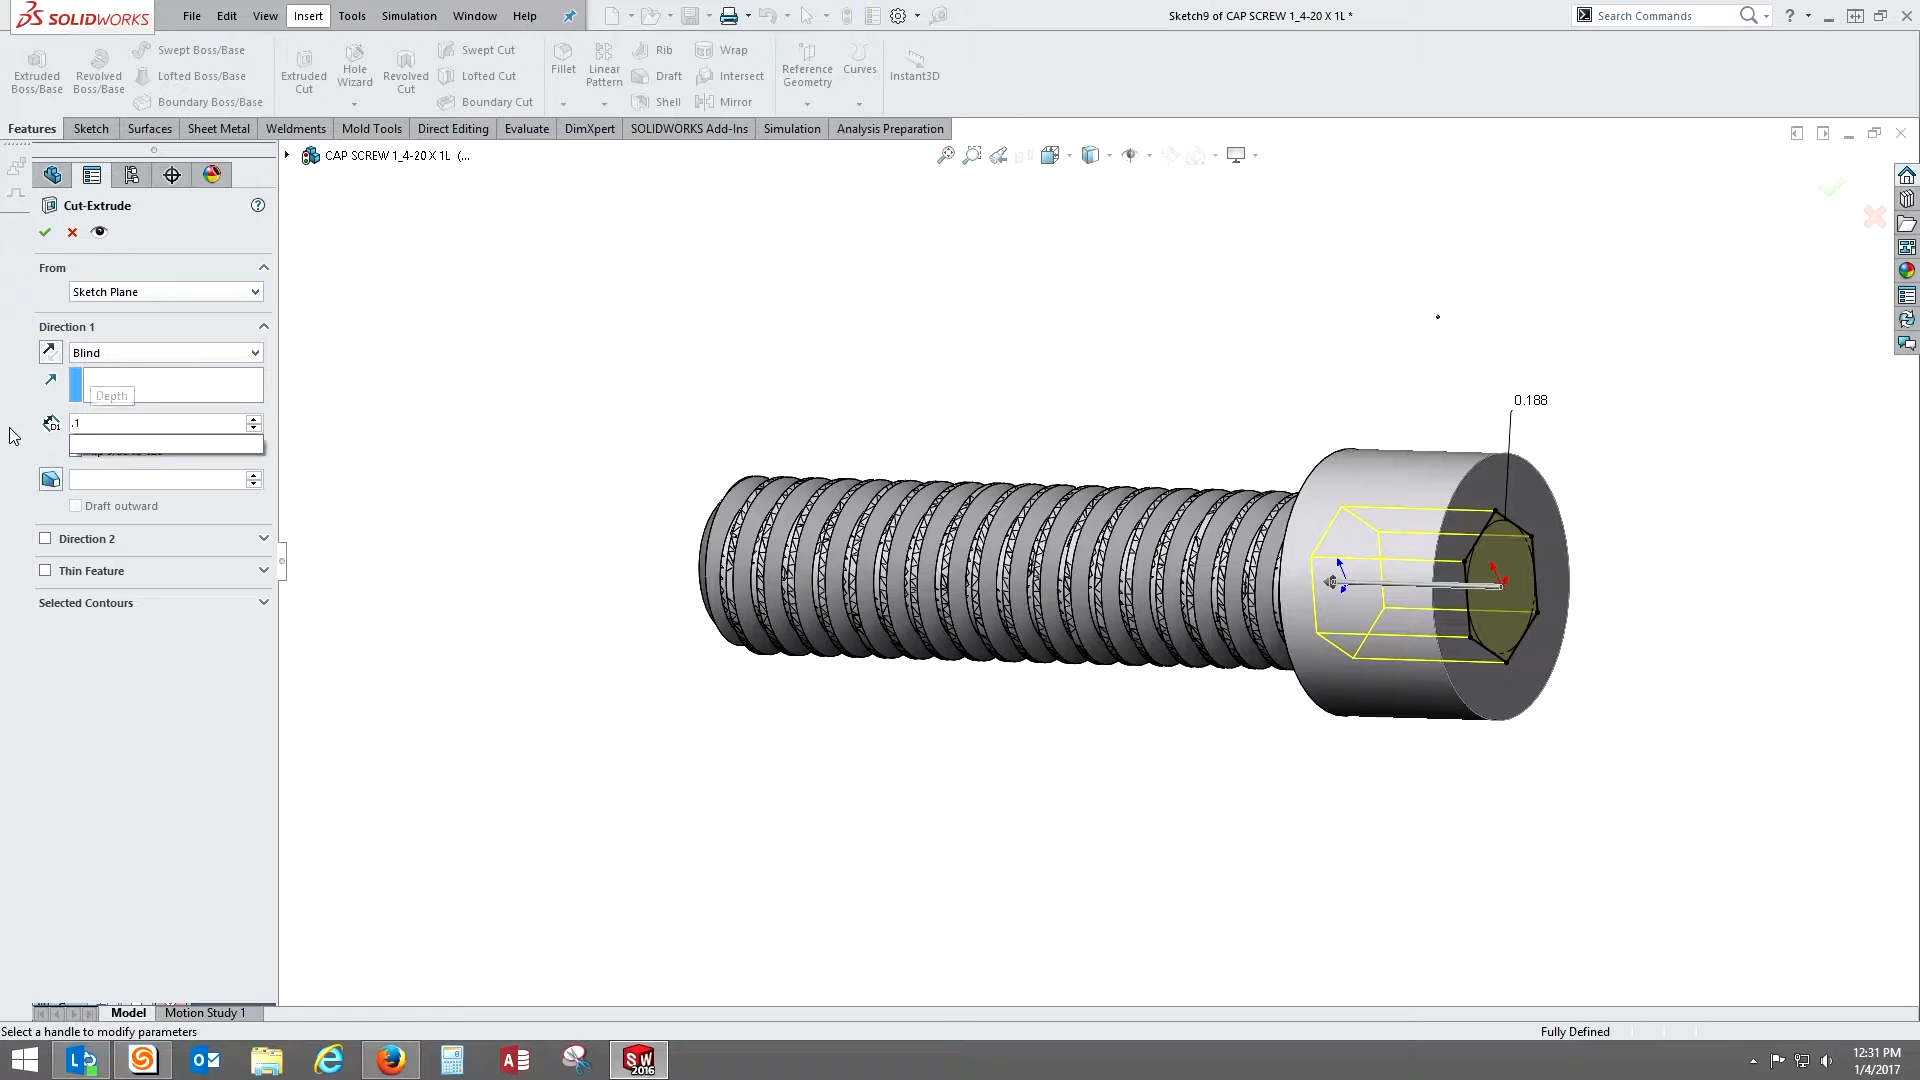 SOLIDWORKS
File Edit View Insert Tools Simulation Window Help
Sketch9 of CAP SCREW 1_4-20 X 1L *
Search Commands
Extruded Boss/Base
Revolved Boss/Base
Swept Boss/Base
Lofted Boss/Base
Boundary Boss/Base
Extruded Cut
Hole Wizard
Revolved Cut
Swept Cut
Lofted Cut
Boundary Cut
Fillet
Linear Pattern
Rib
Draft
Shell
Wrap
Intersect
Mirror
Reference Geometry
Curves
Instant3D
Features Sketch Surfaces Sheet Metal Weldments Mold Tools Direct Editing Evaluate DimXpert SOLIDWORKS Add-Ins Simulation Analysis Preparation
CAP SCREW 1_4-20 X 1L (...
Cut-Extrude
From
Sketch Plane
Direction 1
Blind
Depth
D1
.1
Draft outward
Direction 2
Thin Feature
Selected Contours
0.188
Model Motion Study 1
Select a handle to modify parameters
Fully Defined
SW 2016
12:31 PM
1/4/2017